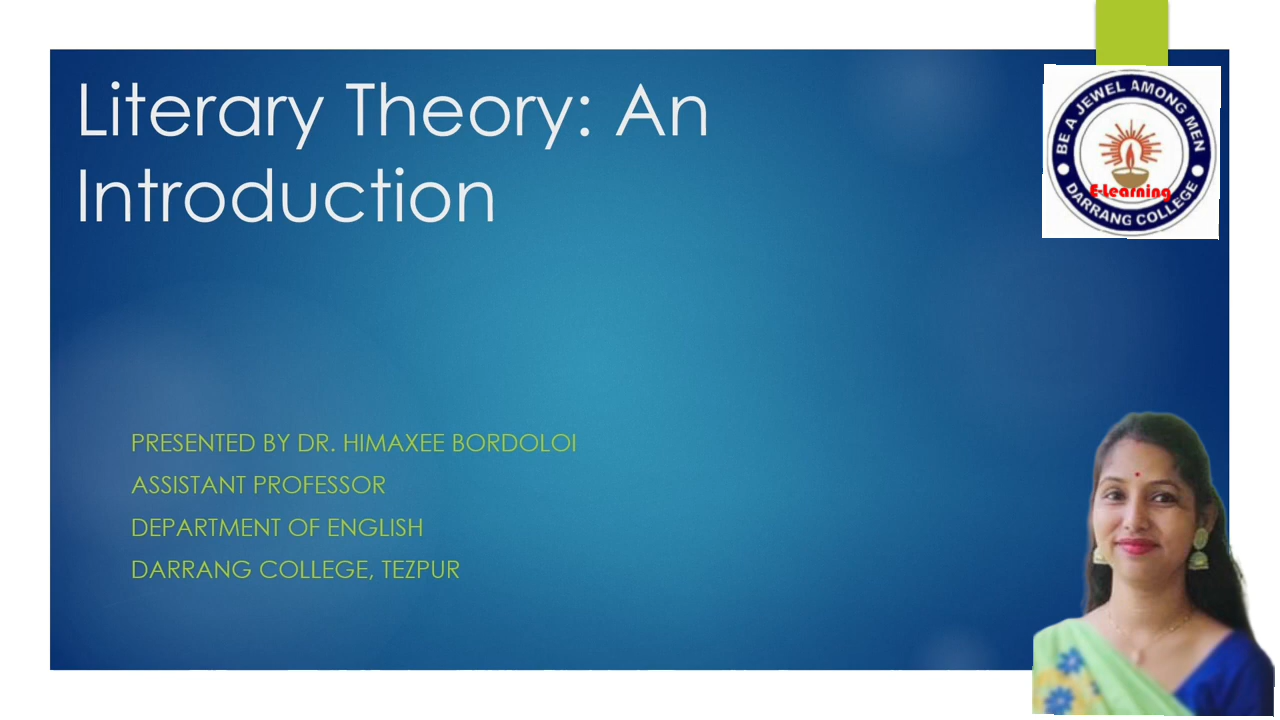 Literary Theory: An
Introduction
BE A JEWEL AMONG MEN
E-Learning
DARRANG COLLEGE
PRESENTED BY DR. HIMAXEE BORDOLOI
ASSISTANT PROFESSOR
DEPARTMENT OF ENGLISH
DARRANG COLLEGE, TEZPUR